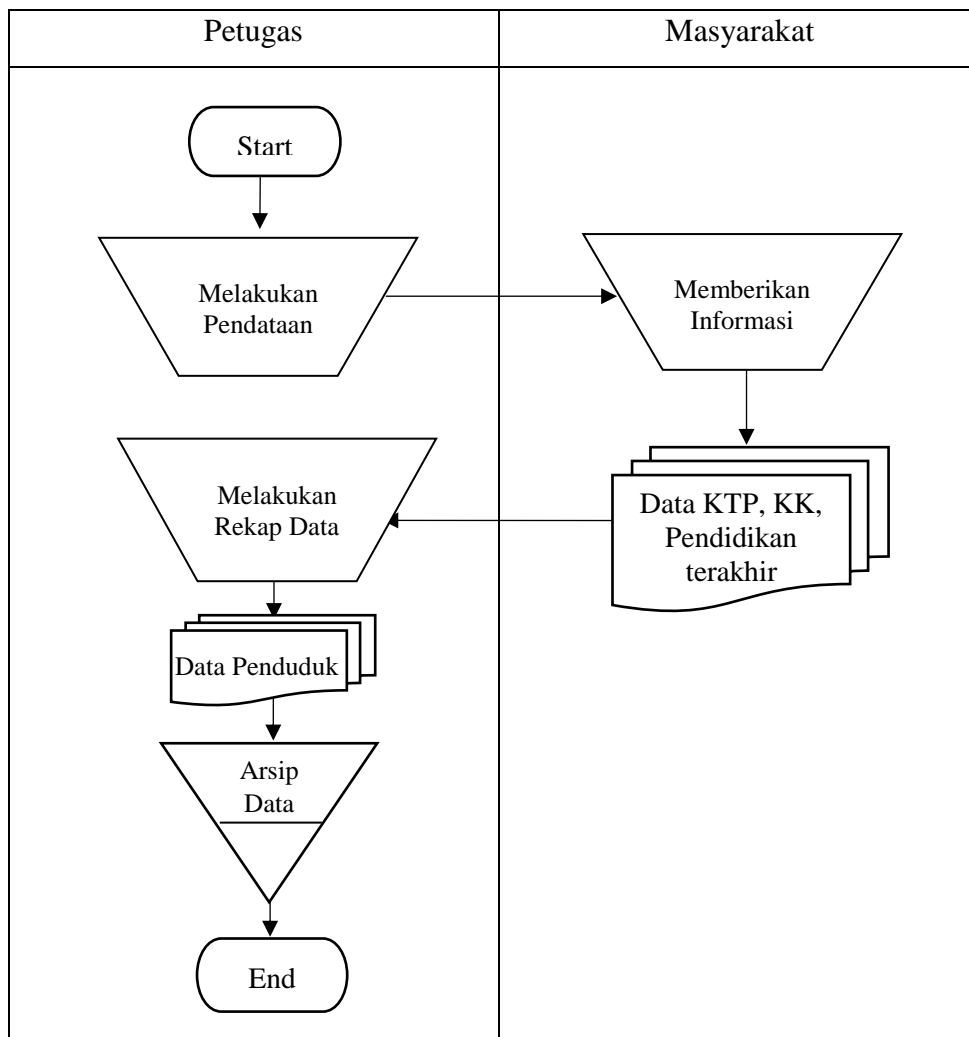 Petugas
Masyarakat
Start
Melakukan
Pendataan
Memberikan
Informasi
Data KTP, KK,
Pendidikan
terakhir
Melakukan
Rekap Data
Data Penduduk
Arsip
Data
End